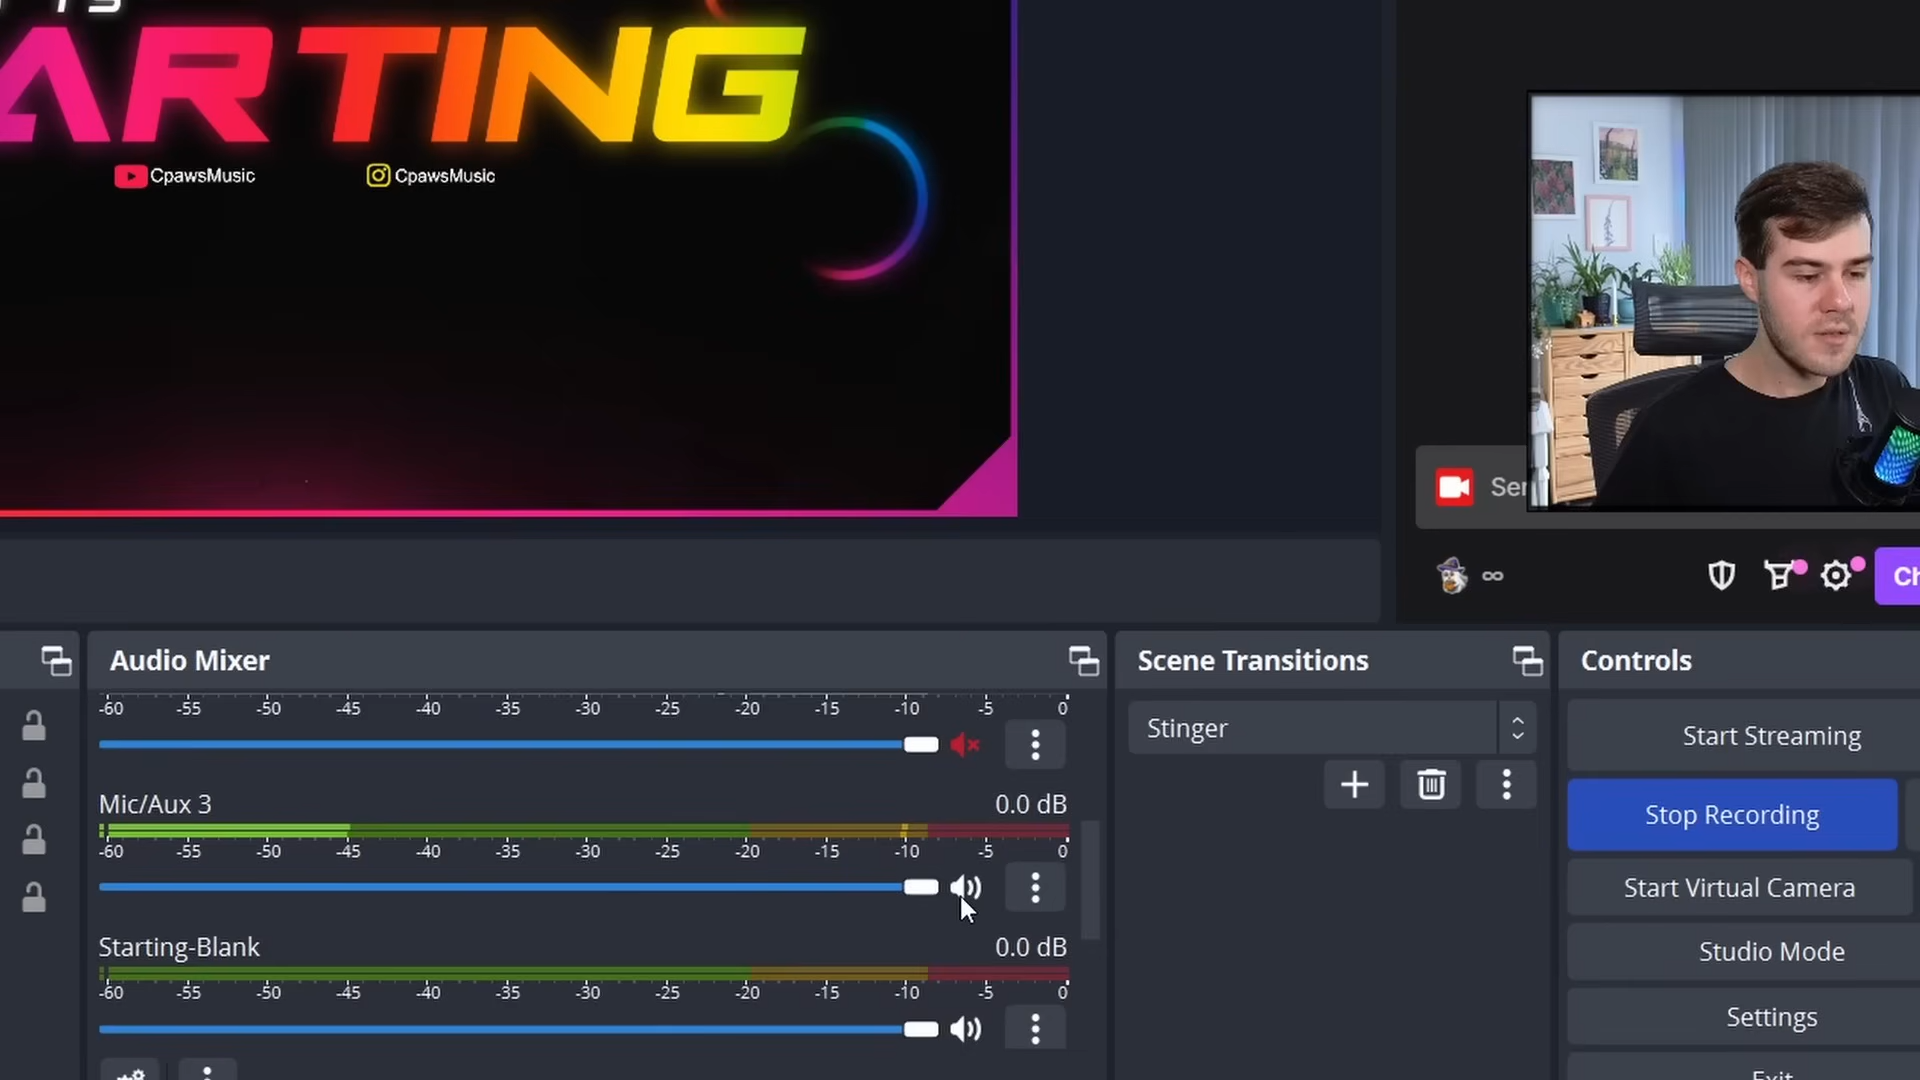 ARTING
CpawsMusic CpawsMusic
Ser
∞
Ch
Audio Mixer
-60 -55 -50 -45 -40 -35 -30 -25 -20 -15 -10 -5 0
Mic/Aux 3 0.0 dB
-60 -55 -50 -45 -40 -35 -30 -25 -20 -15 -10 -5 0
Starting-Blank 0.0 dB
-60 -55 -50 -45 -40 -35 -30 -25 -20 -15 -10 -5 0
Scene Transitions
Stinger
Controls
Start Streaming
Stop Recording
Start Virtual Camera
Studio Mode
Settings
Exit